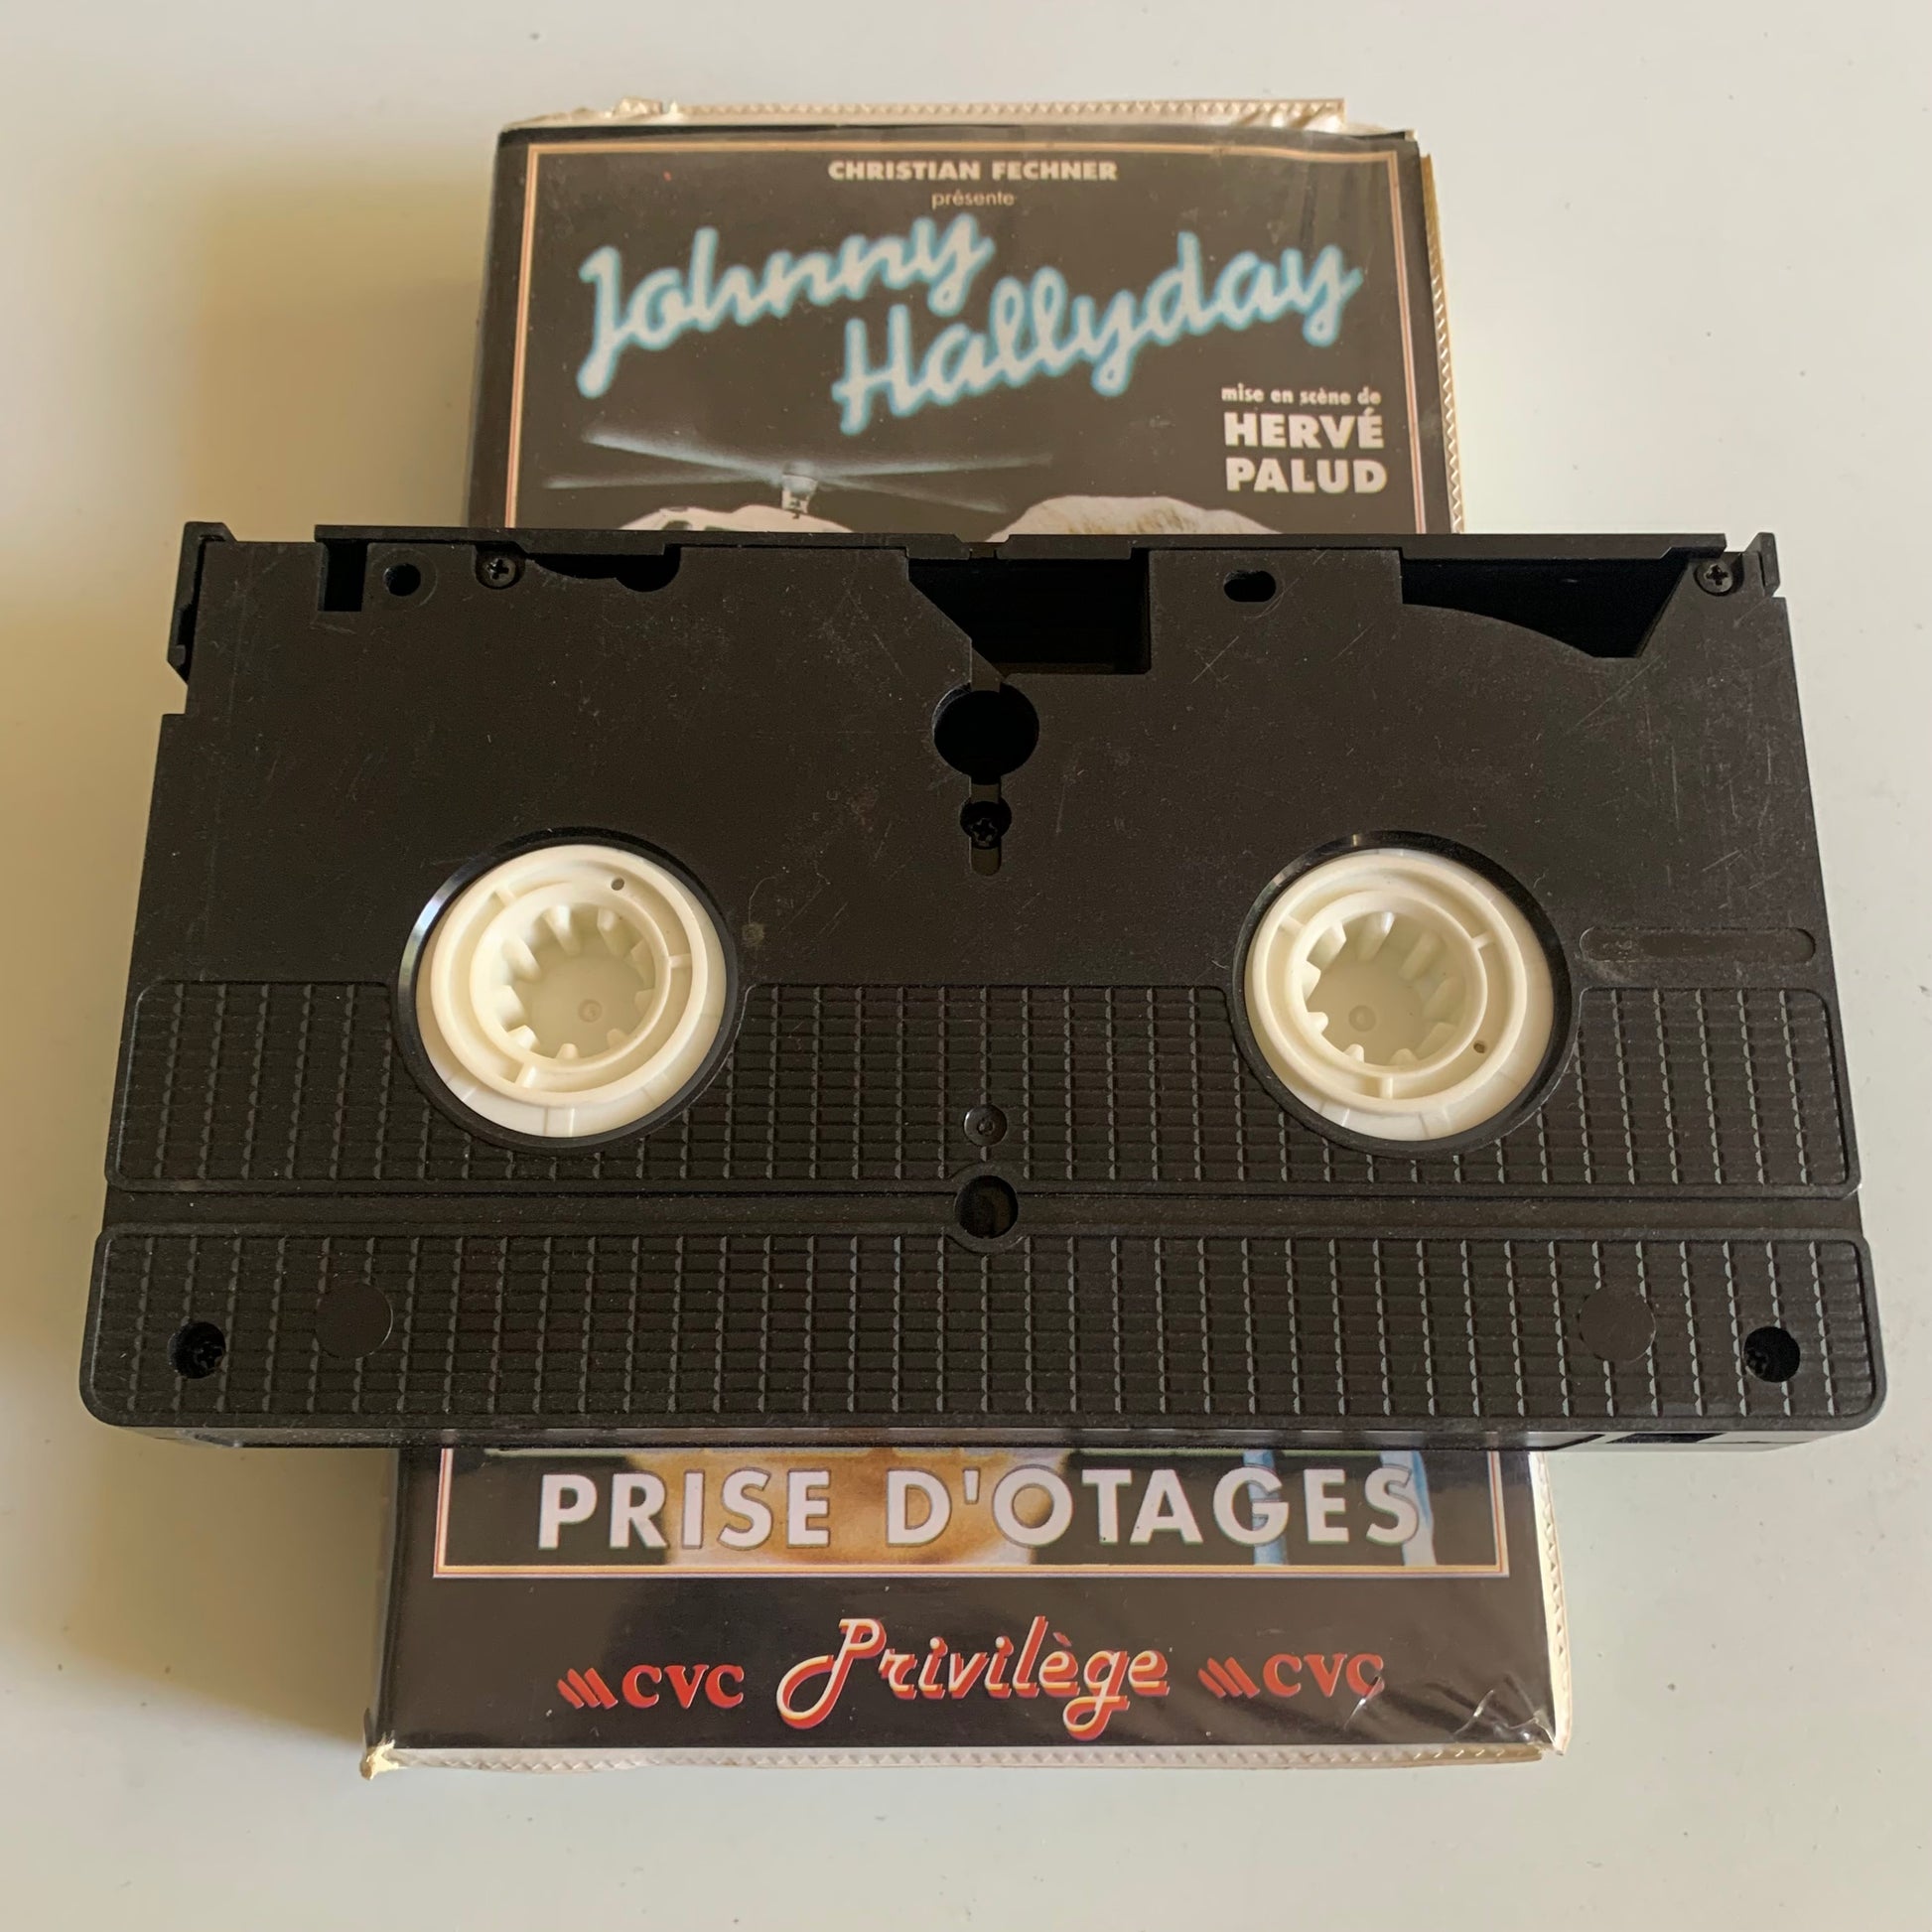 CHRISTIAN FECHNER
présente
Johnny
Hallyday
mise en scène de
HERVÉ
PALUD
PRISE D'OTAGES
CVC Privilège CVC